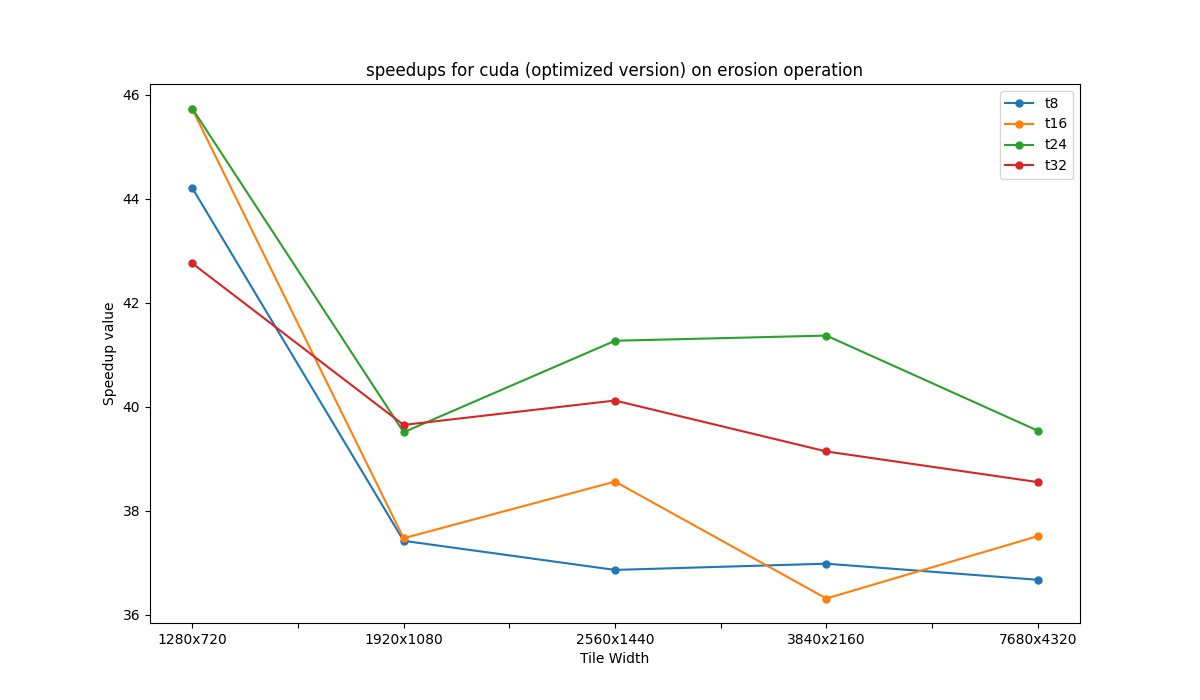 speedups for cuda (optimized version) on erosion operation
t8
t16
t24
t32
Speedup value
46
44
42
40
38
36
1280x720
1920x1080
2560x1440
3840x2160
7680x4320
Tile Width